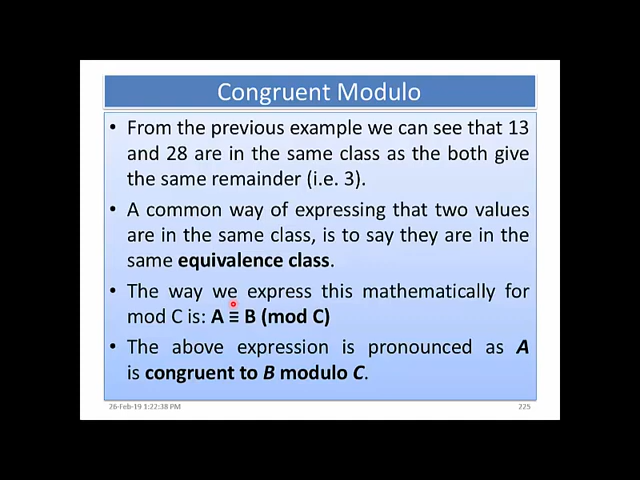 Congruent Modulo
• From the previous example we can see that 13
and 28 are in the same class as the both give
the same remainder (i.e. 3).
• A common way of expressing that two values
are in the same class, is to say they are in the
same equivalence class.
• The way we express this mathematically for
mod C is: A ≡ B (mod C)
• The above expression is pronounced as A
is congruent to B modulo C.
26-Feb-19 1:22:38 PM
225